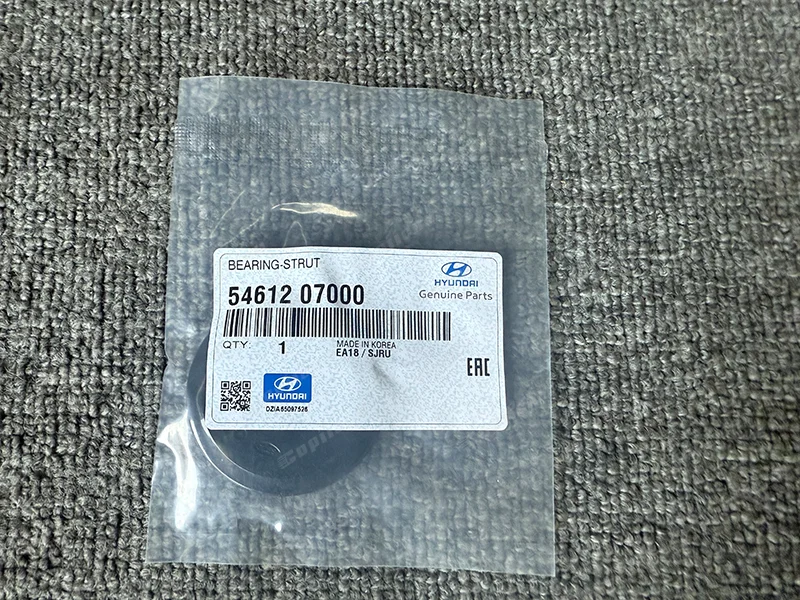 BEARING-STRUT
HYUNDAI
54612 07000
Genuine Parts
QTY: 1
MADE IN KOREA
EA18 / SJRU
EAC
HYUNDAI
DZIA65097526